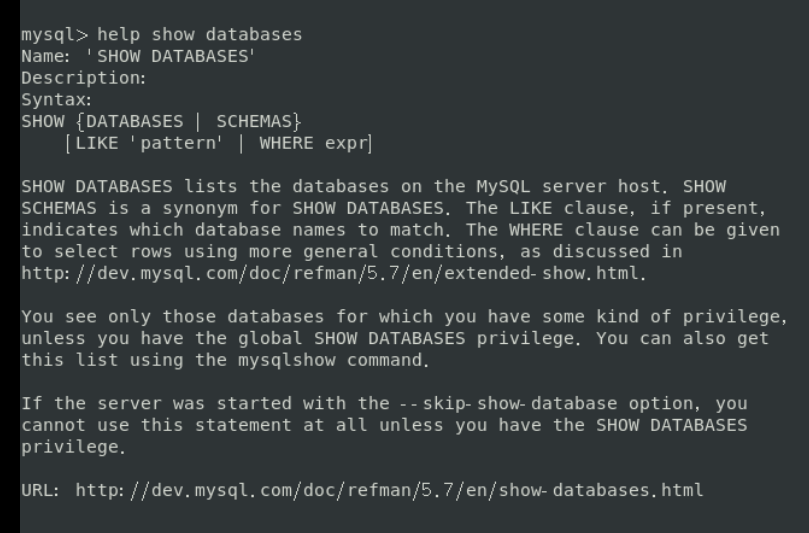 mysql> help show databases
Name: 'SHOW DATABASES'
Description:
Syntax:
SHOW {DATABASES | SCHEMAS}
    [LIKE 'pattern' | WHERE expr]

SHOW DATABASES lists the databases on the MySQL server host. SHOW
SCHEMAS is a synonym for SHOW DATABASES. The LIKE clause, if present,
indicates which database names to match. The WHERE clause can be given
to select rows using more general conditions, as discussed in
http://dev.mysql.com/doc/refman/5.7/en/extended-show.html.

You see only those databases for which you have some kind of privilege,
unless you have the global SHOW DATABASES privilege. You can also get
this list using the mysqlshow command.

If the server was started with the --skip-show-database option, you
cannot use this statement at all unless you have the SHOW DATABASES
privilege.

URL: http://dev.mysql.com/doc/refman/5.7/en/show-databases.html